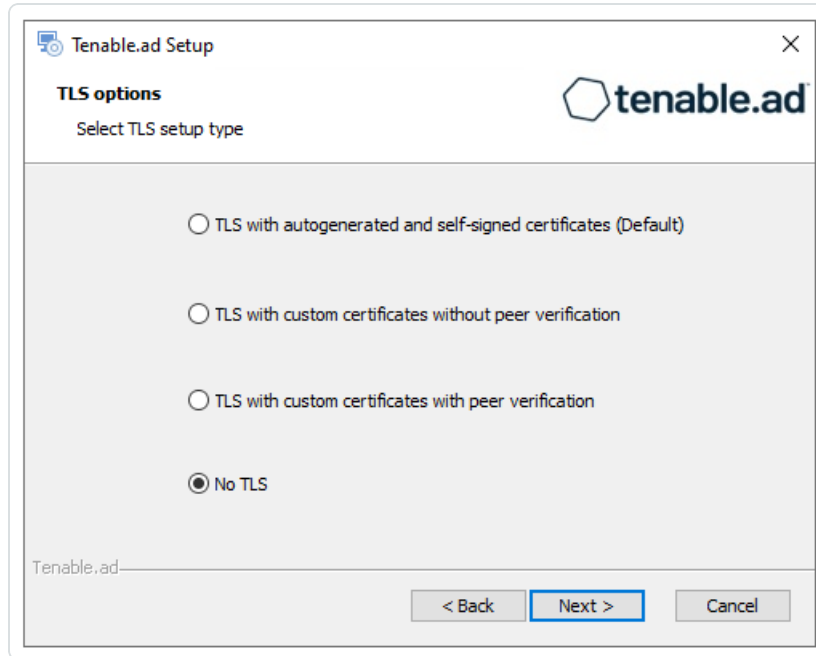 Tenable.ad Setup
TLS options
tenable.ad
Select TLS setup type
TLS with autogenerated and self-signed certificates (Default)
TLS with custom certificates without peer verification
TLS with custom certificates with peer verification
No TLS
Tenable.ad
< Back
Next >
Cancel